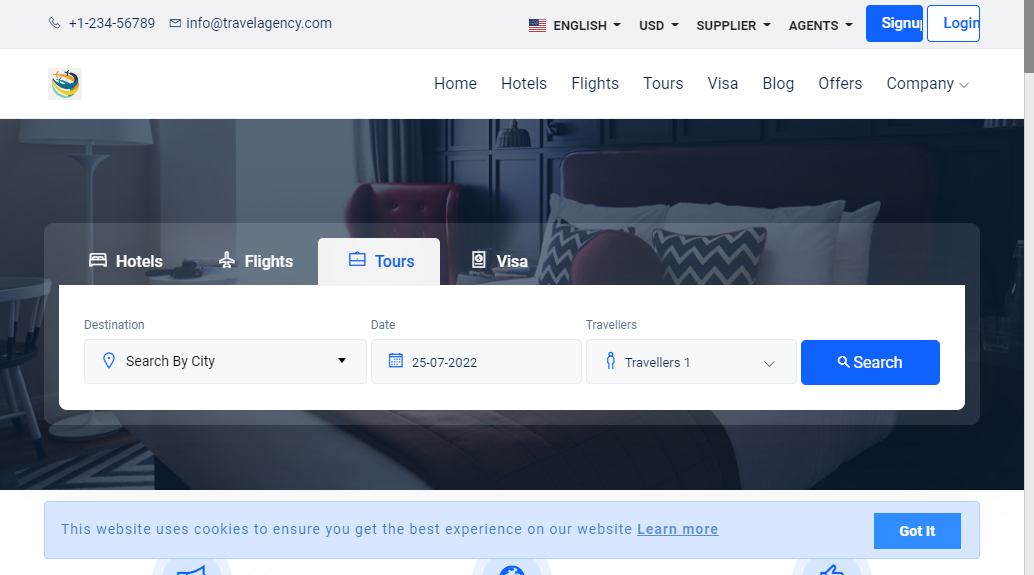 +1-234-56789 info@travelagency.com ENGLISH USD SUPPLIER AGENTS Signup Login
Home Hotels Flights Tours Visa Blog Offers Company
Hotels Flights Tours Visa
Destination Date Travellers
Search By City 25-07-2022 Travellers 1 Search
This website uses cookies to ensure you get the best experience on our website Learn more Got It